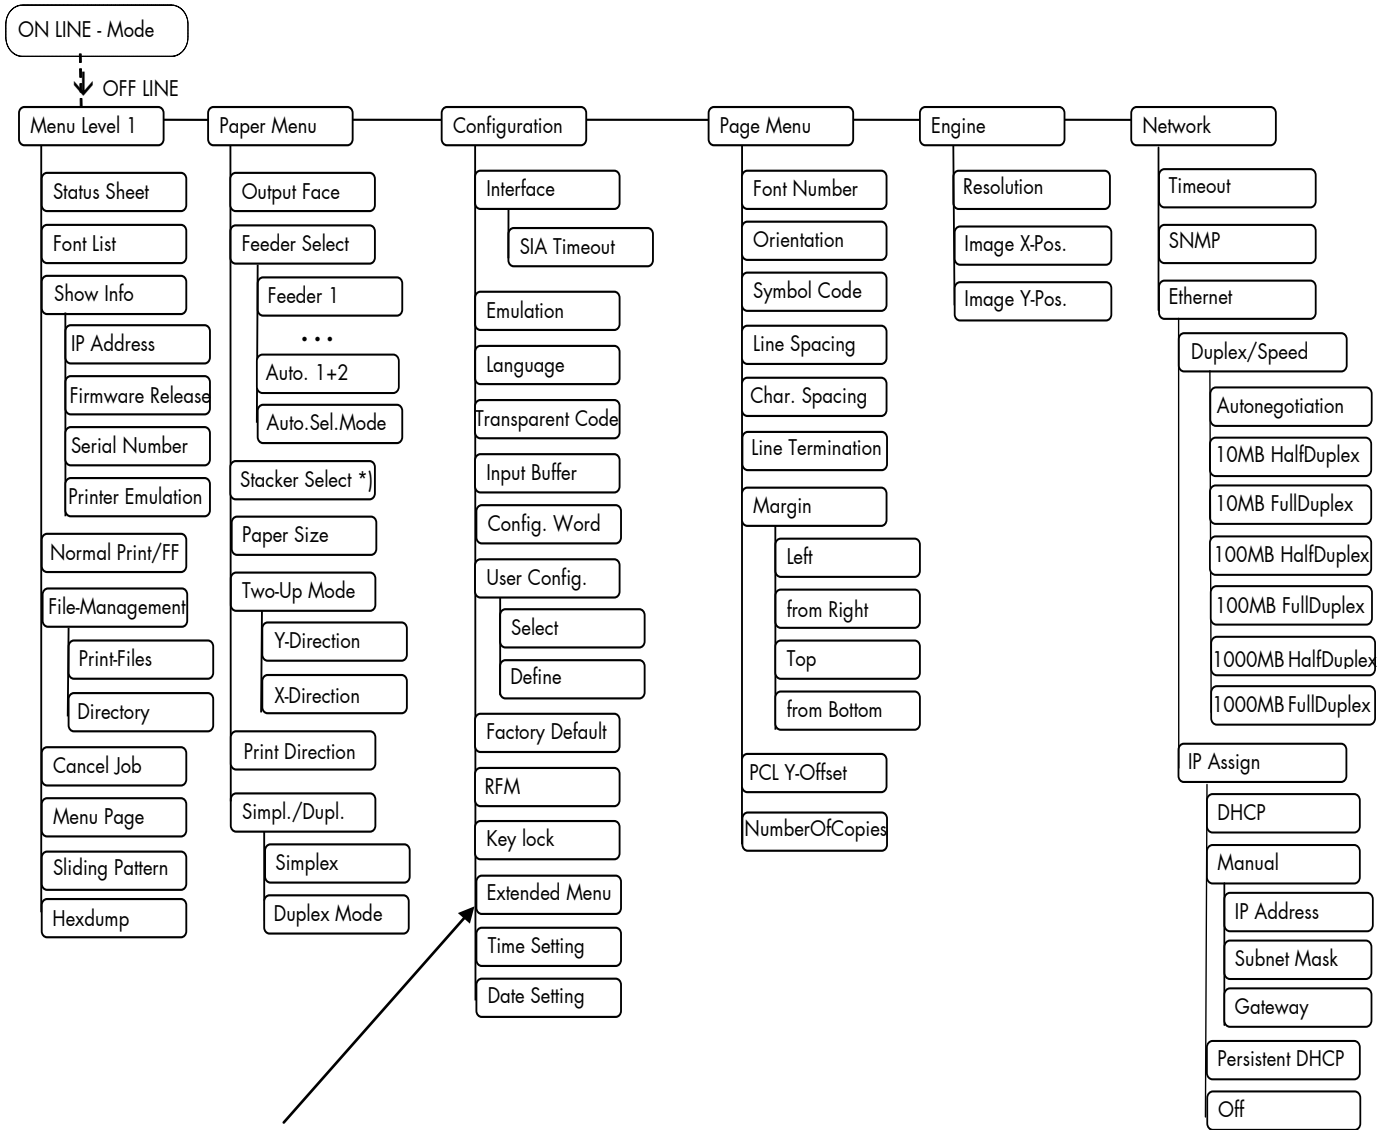 ON LINE - Mode
OFF LINE
Menu Level 1
Status Sheet
Font List
Show Info
IP Address
Firmware Release
Serial Number
Printer Emulation
Normal Print/FF
File-Management
Print-Files
Directory
Cancel Job
Menu Page
Sliding Pattern
Hexdump
Paper Menu
Output Face
Feeder Select
Feeder 1
...
Auto. 1+2
Auto.Sel.Mode
Stacker Select *)
Paper Size
Two-Up Mode
Y-Direction
X-Direction
Print Direction
Simpl./Dupl.
Simplex
Duplex Mode
Configuration
Interface
SIA Timeout
Emulation
Language
Transparent Code
Input Buffer
Config. Word
User Config.
Select
Define
Factory Default
RFM
Key lock
Extended Menu
Time Setting
Date Setting
Page Menu
Font Number
Orientation
Symbol Code
Line Spacing
Char. Spacing
Line Termination
Margin
Left
from Right
Top
from Bottom
PCL Y-Offset
NumberOfCopies
Engine
Resolution
Image X-Pos.
Image Y-Pos.
Network
Timeout
SNMP
Ethernet
Duplex/Speed
Autonegotiation
10MB HalfDuplex
10MB FullDuplex
100MB HalfDuplex
100MB FullDuplex
1000MB HalfDuplex
1000MB FullDuplex
IP Assign
DHCP
Manual
IP Address
Subnet Mask
Gateway
Persistent DHCP
Off